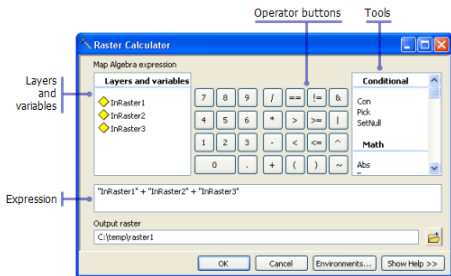 Operator buttons
Tools
Raster Calculator
Map Algebra expression
Layers and variables
Layers and variables
InRaster1
InRaster2
InRaster3
7 8 9 / == != &
4 5 6 * > >= |
1 2 3 - < <= ^
0 . + ( ) ~
Conditional
Con
Pick
SetNull
Math
Abs
Expression
"InRaster1" + "InRaster2" + "InRaster3"
Output raster
C:\temp\raster1
OK
Cancel
Environments...
Show Help >>